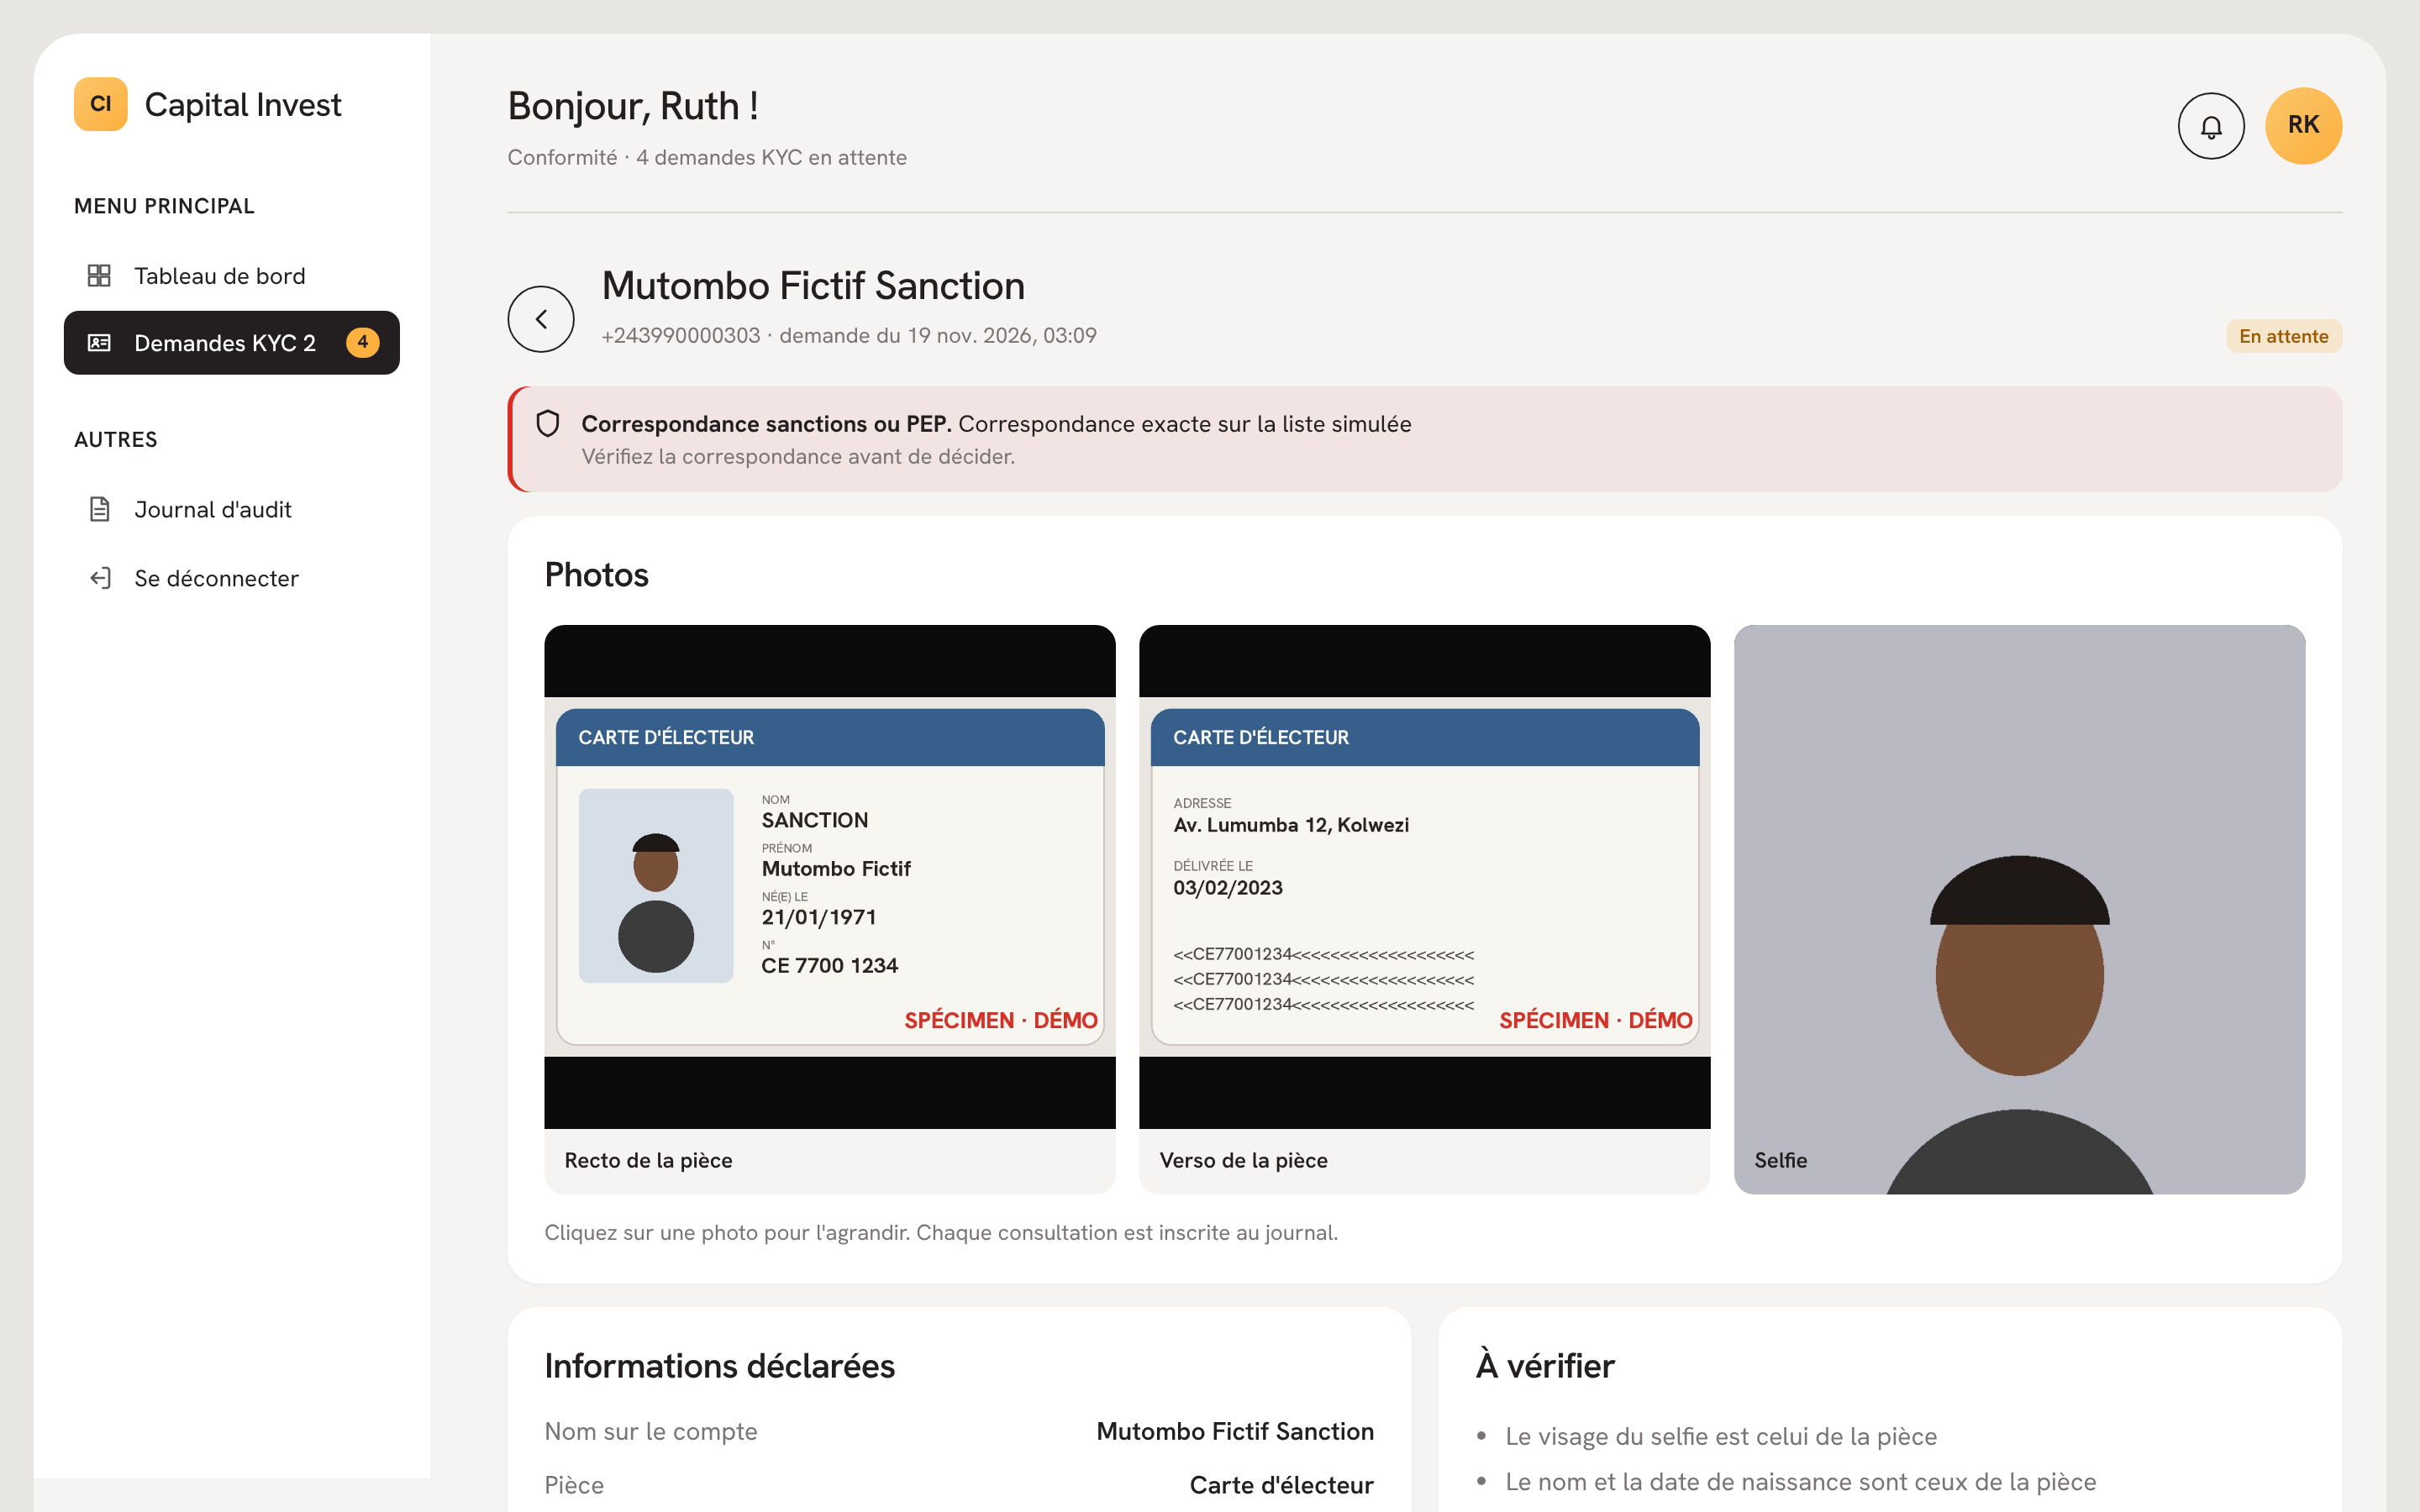 CI
Capital Invest
MENU PRINCIPAL
Tableau de bord
Demandes KYC 2
4
AUTRES
Journal d'audit
Se déconnecter
Bonjour, Ruth !
Conformité · 4 demandes KYC en attente
RK
Mutombo Fictif Sanction
+243990000303 · demande du 19 nov. 2026, 03:09
En attente
Correspondance sanctions ou PEP. Correspondance exacte sur la liste simulée
Vérifiez la correspondance avant de décider.
Photos
CARTE D'ÉLECTEUR
NOM
SANCTION
PRÉNOM
Mutombo Fictif
NÉ(E) LE
21/01/1971
N°
CE 7700 1234
SPÉCIMEN · DÉMO
Recto de la pièce
CARTE D'ÉLECTEUR
ADRESSE
Av. Lumumba 12, Kolwezi
DÉLIVRÉE LE
03/02/2023
<<CE77001234<<<<<<<<<<<<<<<<<<<
<<CE77001234<<<<<<<<<<<<<<<<<<<
<<CE77001234<<<<<<<<<<<<<<<<<<<
SPÉCIMEN · DÉMO
Verso de la pièce
Selfie
Cliquez sur une photo pour l'agrandir. Chaque consultation est inscrite au journal.
Informations déclarées
Nom sur le compte
Mutombo Fictif Sanction
Pièce
Carte d'électeur
À vérifier
• Le visage du selfie est celui de la pièce
• Le nom et la date de naissance sont ceux de la pièce